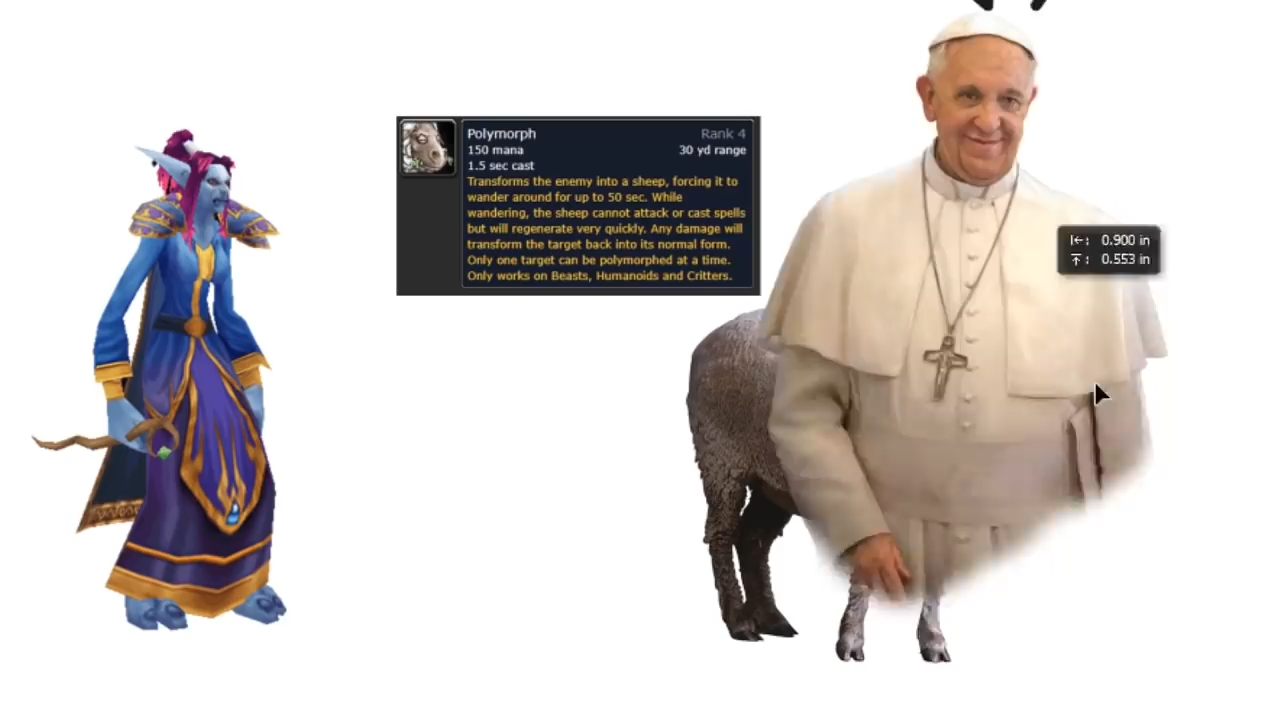 Polymorph Rank 4
150 mana 30 yd range
1.5 sec cast
Transforms the enemy into a sheep, forcing it to
wander around for up to 50 sec. While
wandering, the sheep cannot attack or cast spells
but will regenerate very quickly. Any damage will
transform the target back into its normal form.
Only one target can be polymorphed at a time.
Only works on Beasts, Humanoids and Critters.
0.900 in
0.553 in